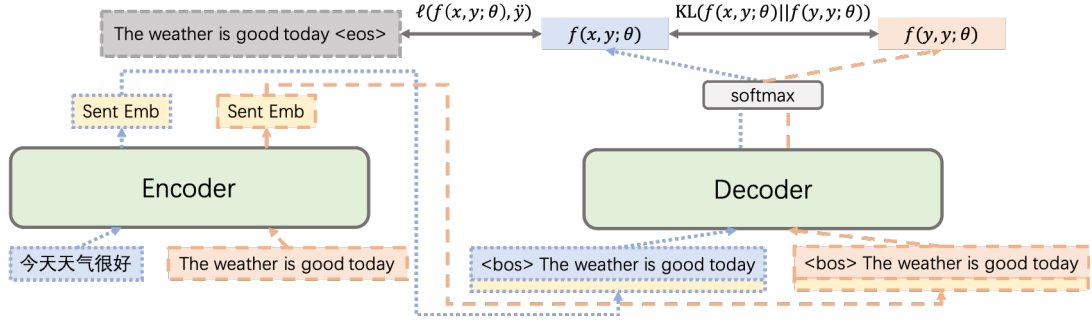 The weather is good today <eos>
ℓ(f(x, y; θ), ÿ)
f(x, y; θ)
KL(f(x, y; θ)||f(y, y; θ))
f(y, y; θ)
softmax
Sent Emb
Sent Emb
Encoder
Decoder
今天天气很好
The weather is good today
<bos> The weather is good today
<bos> The weather is good today